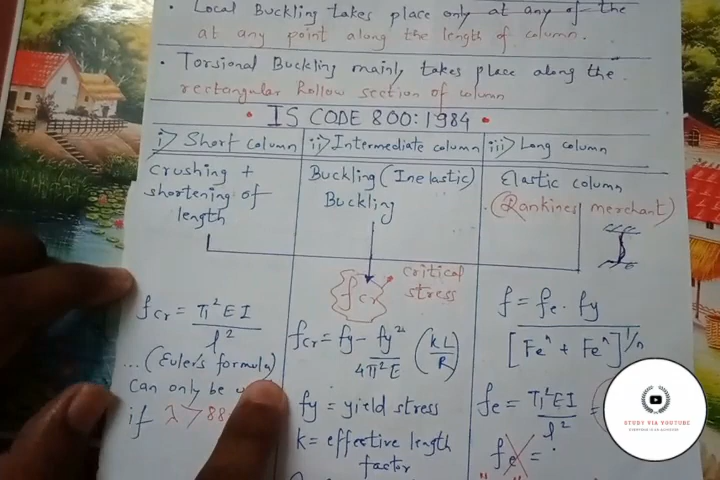 • Local Buckling takes place only at any of the
at any point along the length of column.
• Torsional Buckling mainly takes place along the
rectangular Hollow section of column
• IS CODE 800:1984 •
i) Short column
ii) Intermediate column
iii) Long column
Crushing +
shortening of
length
Buckling (Inelastic)
Buckling
Elastic column
(Rankines merchant)
fcr
critical
stress
fcr = π²EI / l²
... (Euler's formula)
Can only be
if λ > 88
fcr = fy - fy² / 4π²E (kL/R)
fy = yield stress
k = effective length
factor
f = fe . fy / [Feⁿ + Feⁿ]^1/n
fe = π²EI / l² =
fe =
STUDY VIA YOUTUBE